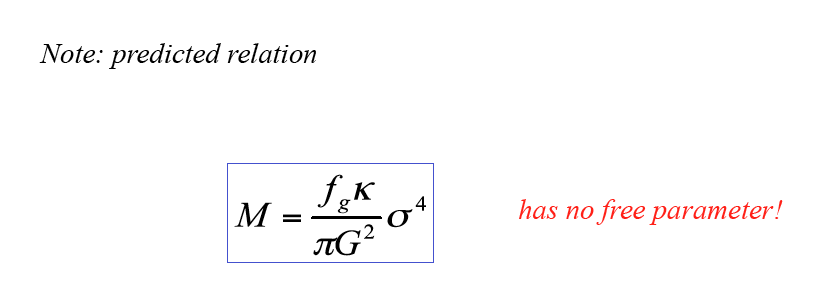 Note: predicted relation
M = f_g κ / πG² σ⁴
has no free parameter!